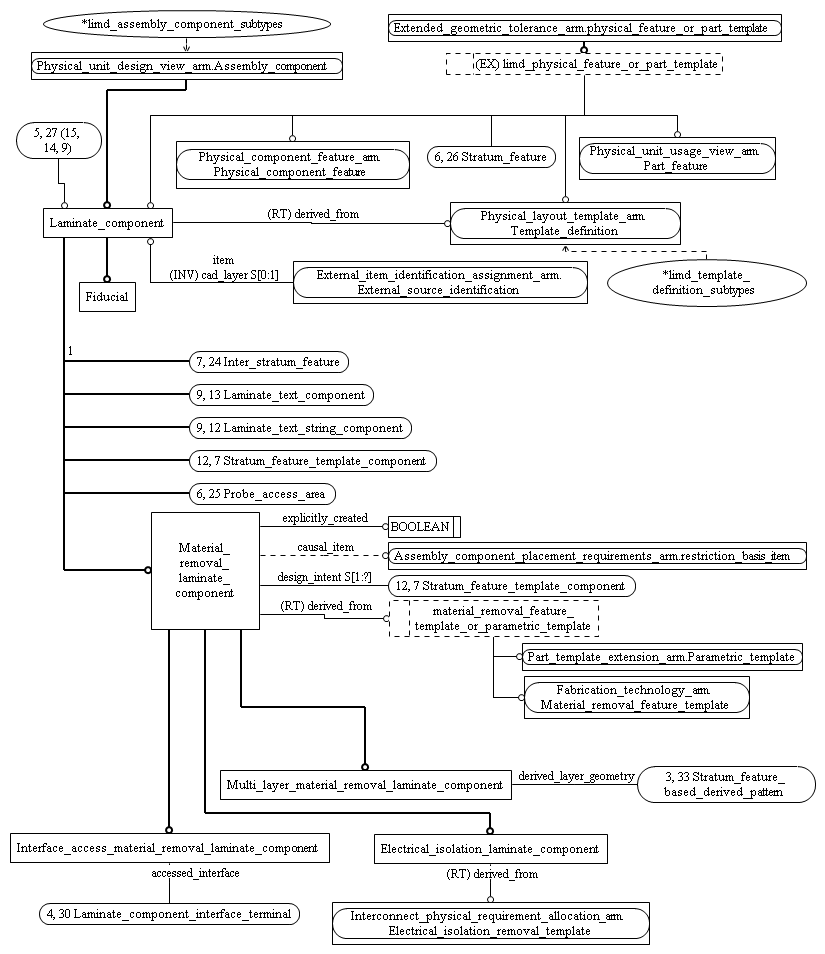 *limd_assembly_component_subtypes
Extended_geometric_tolerance_arm.physical_feature_or_part_template
Physical_unit_design_view_arm.Assembly_component
(EX) limd_physical_feature_or_part_template
5, 27 (15,
14, 9)
Physical_component_feature_arm.
Physical_component_feature
6, 26 Stratum_feature
Physical_unit_usage_view_arm.
Part_feature
Laminate_component
(RT) derived_from
Physical_layout_template_arm.
Template_definition
item
(INV) cad_layer S[0:1]
External_item_identification_assignment_arm.
External_source_identification
*limd_template_
definition_subtypes
Fiducial
1
7, 24 Inter_stratum_feature
9, 13 Laminate_text_component
9, 12 Laminate_text_string_component
12, 7 Stratum_feature_template_component
6, 25 Probe_access_area
Material_
removal_
laminate_
component
explicitly_created
BOOLEAN
causal_item
Assembly_component_placement_requirements_arm.restriction_basis_item
design_intent S[1:?]
12, 7 Stratum_feature_template_component
(RT) derived_from
material_removal_feature_
template_or_parametric_template
Part_template_extension_arm.Parametric_template
Fabrication_technology_arm.
Material_removal_feature_template
Multi_layer_material_removal_laminate_component
derived_layer_geometry
3, 33 Stratum_feature_
based_derived_pattern
Interface_access_material_removal_laminate_component
Electrical_isolation_laminate_component
accessed_interface
(RT) derived_from
4, 30 Laminate_component_interface_terminal
Interconnect_physical_requirement_allocation_arm.
Electrical_isolation_removal_template